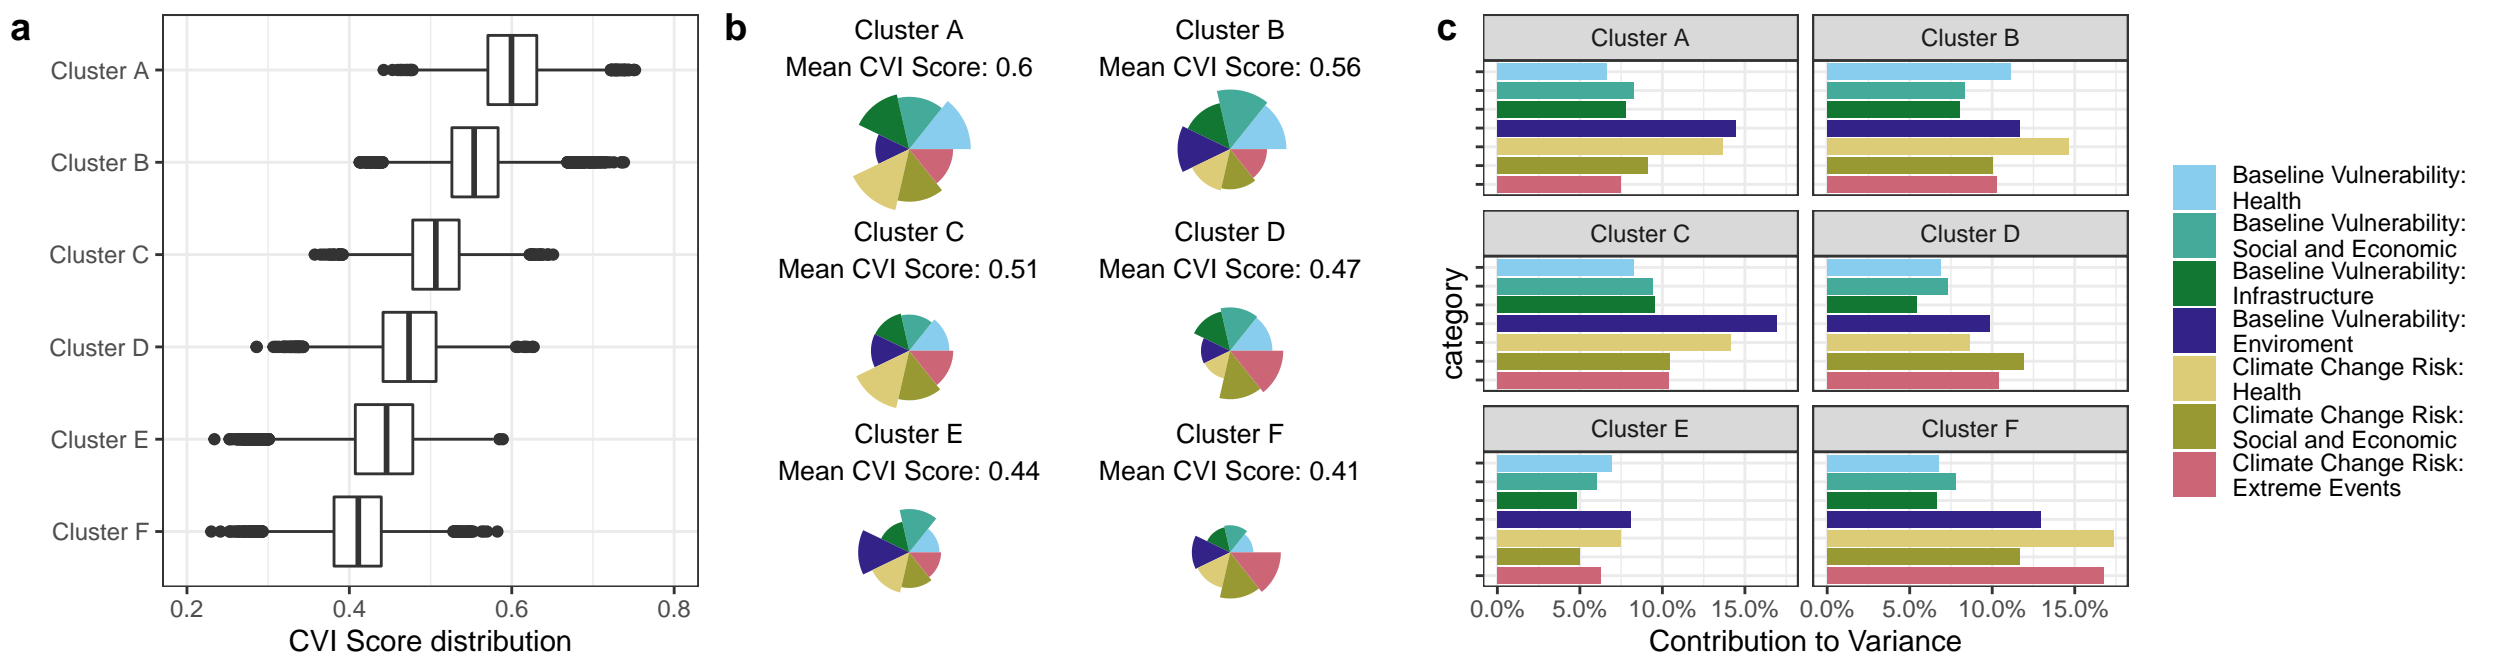 a
Cluster A
Cluster B
Cluster C
Cluster D
Cluster E
Cluster F
0.2
0.4
0.6
0.8
CVI Score distribution
b
Cluster A
Mean CVI Score: 0.6
Cluster B
Mean CVI Score: 0.56
Cluster C
Mean CVI Score: 0.51
Cluster D
Mean CVI Score: 0.47
Cluster E
Mean CVI Score: 0.44
Cluster F
Mean CVI Score: 0.41
c
category
Cluster A
Cluster B
Cluster C
Cluster D
Cluster E
Cluster F
0.0%
5.0%
10.0%
15.0%
0.0%
5.0%
10.0%
15.0%
Contribution to Variance
Baseline Vulnerability:
Health
Baseline Vulnerability:
Social and Economic
Baseline Vulnerability:
Infrastructure
Baseline Vulnerability:
Enviroment
Climate Change Risk:
Health
Climate Change Risk:
Social and Economic
Climate Change Risk:
Extreme Events